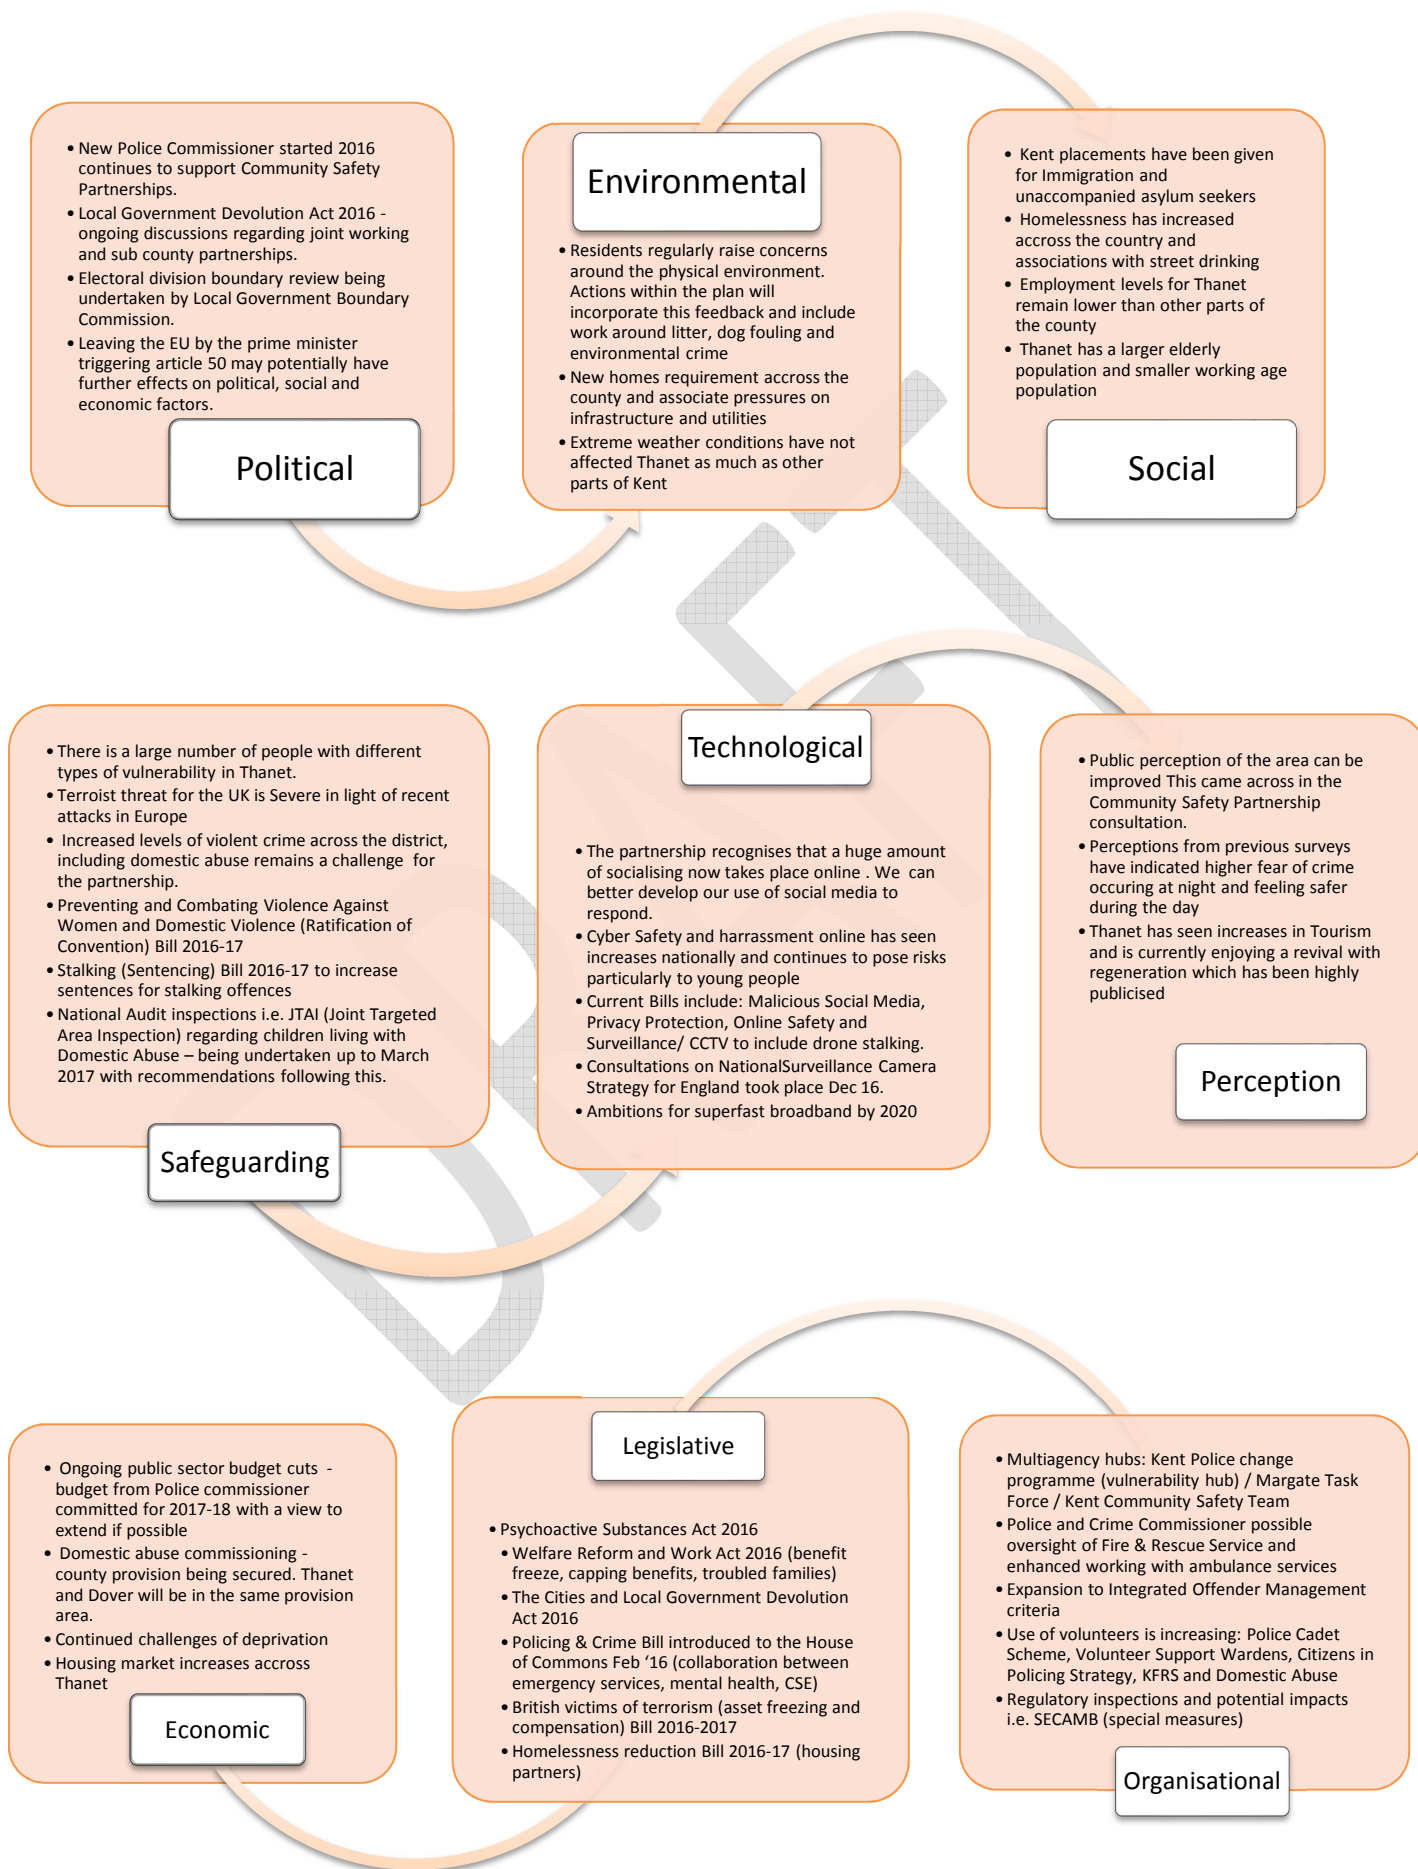 • New Police Commissioner started 2016
continues to support Community Safety
Partnerships.
• Local Government Devolution Act 2016 -
ongoing discussions regarding joint working
and sub county partnerships.
• Electoral division boundary review being
undertaken by Local Government Boundary
Commission.
• Leaving the EU by the prime minister
triggering article 50 may potentially have
further effects on political, social and
economic factors.
Political
Environmental
• Residents regularly raise concerns
around the physical environment.
Actions within the plan will
incorporate this feedback and include
work around litter, dog fouling and
environmental crime
• New homes requirement accross the
county and associate pressures on
infrastructure and utilities
• Extreme weather conditions have not
affected Thanet as much as other
parts of Kent
• Kent placements have been given
for Immigration and
unaccompanied asylum seekers
• Homelessness has increased
accross the country and
associations with street drinking
• Employment levels for Thanet
remain lower than other parts of
the county
• Thanet has a larger elderly
population and smaller working age
population
Social
• There is a large number of people with different
types of vulnerability in Thanet.
• Terroist threat for the UK is Severe in light of recent
attacks in Europe
• Increased levels of violent crime across the district,
including domestic abuse remains a challenge for
the partnership.
• Preventing and Combating Violence Against
Women and Domestic Violence (Ratification of
Convention) Bill 2016-17
• Stalking (Sentencing) Bill 2016-17 to increase
sentences for stalking offences
• National Audit inspections i.e. JTAI (Joint Targeted
Area Inspection) regarding children living with
Domestic Abuse – being undertaken up to March
2017 with recommendations following this.
Safeguarding
Technological
• The partnership recognises that a huge amount
of socialising now takes place online . We can
better develop our use of social media to
respond.
• Cyber Safety and harrassment online has seen
increases nationally and continues to pose risks
particularly to young people
• Current Bills include: Malicious Social Media,
Privacy Protection, Online Safety and
Surveillance/ CCTV to include drone stalking.
• Consultations on NationalSurveillance Camera
Strategy for England took place Dec 16.
• Ambitions for superfast broadband by 2020
• Public perception of the area can be
improved This came across in the
Community Safety Partnership
consultation.
• Perceptions from previous surveys
have indicated higher fear of crime
occuring at night and feeling safer
during the day
• Thanet has seen increases in Tourism
and is currently enjoying a revival with
regeneration which has been highly
publicised
Perception
• Ongoing public sector budget cuts -
budget from Police commissioner
committed for 2017-18 with a view to
extend if possible
• Domestic abuse commissioning -
county provision being secured. Thanet
and Dover will be in the same provision
area.
• Continued challenges of deprivation
• Housing market increases accross
Thanet
Economic
Legislative
• Psychoactive Substances Act 2016
• Welfare Reform and Work Act 2016 (benefit
freeze, capping benefits, troubled families)
• The Cities and Local Government Devolution
Act 2016
• Policing & Crime Bill introduced to the House
of Commons Feb ‘16 (collaboration between
emergency services, mental health, CSE)
• British victims of terrorism (asset freezing and
compensation) Bill 2016-2017
• Homelessness reduction Bill 2016-17 (housing
partners)
• Multiagency hubs: Kent Police change
programme (vulnerability hub) / Margate Task
Force / Kent Community Safety Team
• Police and Crime Commissioner possible
oversight of Fire & Rescue Service and
enhanced working with ambulance services
• Expansion to Integrated Offender Management
criteria
• Use of volunteers is increasing: Police Cadet
Scheme, Volunteer Support Wardens, Citizens in
Policing Strategy, KFRS and Domestic Abuse
• Regulatory inspections and potential impacts
i.e. SECAMB (special measures)
Organisational
DRAFT